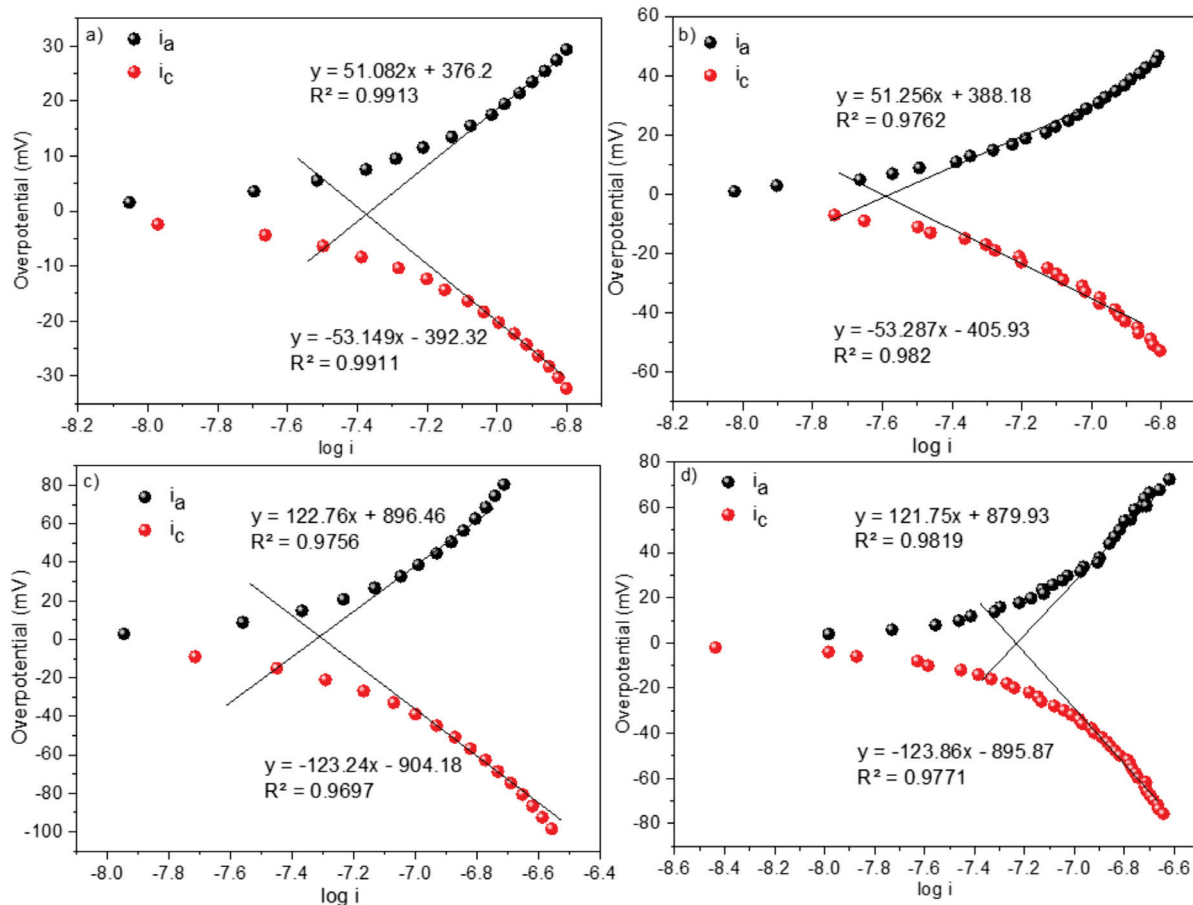 a)
i_a
i_c
y = 51.082x + 376.2
R² = 0.9913
y = -53.149x - 392.32
R² = 0.9911
Overpotential (mV)
30
20
10
0
-10
-20
-30
-8.2 -8.0 -7.8 -7.6 -7.4 -7.2 -7.0 -6.8
log i
b)
i_a
i_c
y = 51.256x + 388.18
R² = 0.9762
y = -53.287x - 405.93
R² = 0.982
Overpotential (mV)
60
40
20
0
-20
-40
-60
-8.2 -8.0 -7.8 -7.6 -7.4 -7.2 -7.0 -6.8
log i
c)
i_a
i_c
y = 122.76x + 896.46
R² = 0.9756
y = -123.24x - 904.18
R² = 0.9697
Overpotential (mV)
80
60
40
20
0
-20
-40
-60
-80
-100
-8.0 -7.8 -7.6 -7.4 -7.2 -7.0 -6.8 -6.6 -6.4
log i
d)
i_a
i_c
y = 121.75x + 879.93
R² = 0.9819
y = -123.86x - 895.87
R² = 0.9771
Overpotential (mV)
80
60
40
20
0
-20
-40
-60
-80
-8.6 -8.4 -8.2 -8.0 -7.8 -7.6 -7.4 -7.2 -7.0 -6.8 -6.6
log i